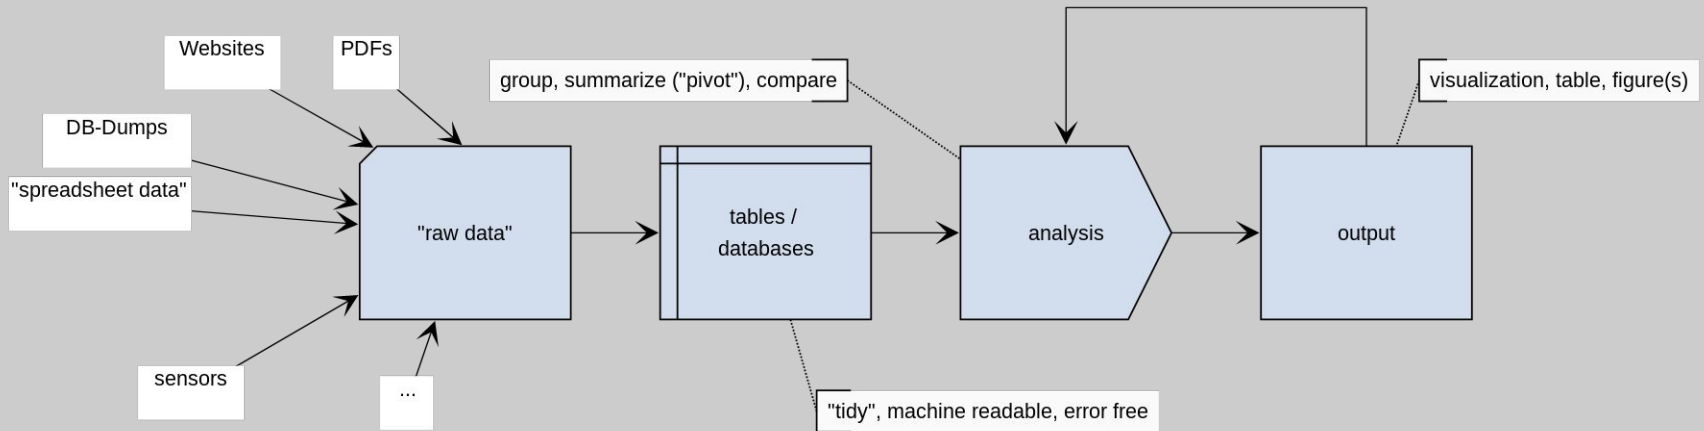 Websites
PDFs
group, summarize ("pivot"), compare
visualization, table, figure(s)
DB-Dumps
"spreadsheet data"
"raw data"
tables /
databases
analysis
output
sensors
...
"tidy", machine readable, error free